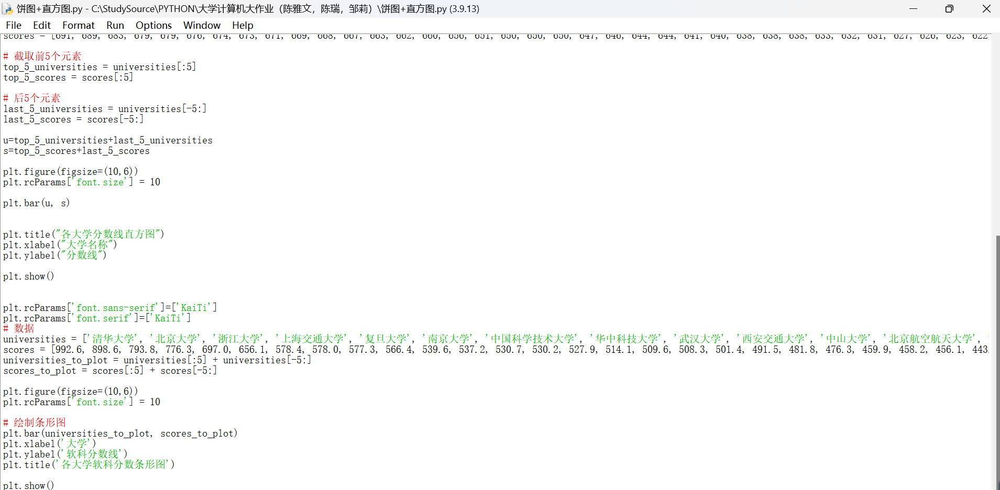 饼图+直方图.py - C:\StudySource\PYTHON\大学计算机大作业（陈雅文，陈瑞，邹莉）\饼图+直方图.py (3.9.13)
File Edit Format Run Options Window Help
scores = [691, 689, 683, 679, 679, 676, 674, 673, 671, 669, 668, 667, 663, 662, 660, 656, 651, 650, 650, 650, 647, 646, 644, 644, 641, 640, 638, 638, 638, 633, 632, 631, 627, 626, 623, 622,
# 截取前5个元素
top_5_universities = universities[:5]
top_5_scores = scores[:5]
# 后5个元素
last_5_universities = universities[-5:]
last_5_scores = scores[-5:]
u=top_5_universities+last_5_universities
s=top_5_scores+last_5_scores
plt.figure(figsize=(10,6))
plt.rcParams['font.size'] = 10
plt.bar(u, s)
plt.title("各大学分数线直方图")
plt.xlabel("大学名称")
plt.ylabel("分数线")
plt.show()
plt.rcParams['font.sans-serif']=['KaiTi']
plt.rcParams['font.serif']=['KaiTi']
# 数据
universities = ['清华大学', '北京大学', '浙江大学', '上海交通大学', '复旦大学', '南京大学', '中国科学技术大学', '华中科技大学', '武汉大学', '西安交通大学', '中山大学', '北京航空航天大学', '
scores = [992.6, 898.6, 793.8, 776.3, 697.0, 656.1, 578.4, 578.0, 577.3, 566.4, 539.6, 537.2, 530.7, 530.2, 527.9, 514.1, 509.6, 508.3, 501.4, 491.5, 481.8, 476.3, 459.9, 458.2, 456.1, 443.
universities_to_plot = universities[:5] + universities[-5:]
scores_to_plot = scores[:5] + scores[-5:]
plt.figure(figsize=(10,6))
plt.rcParams['font.size'] = 10
# 绘制条形图
plt.bar(universities_to_plot, scores_to_plot)
plt.xlabel('大学')
plt.ylabel('软科分数线')
plt.title('各大学软科分数条形图')
plt.show()